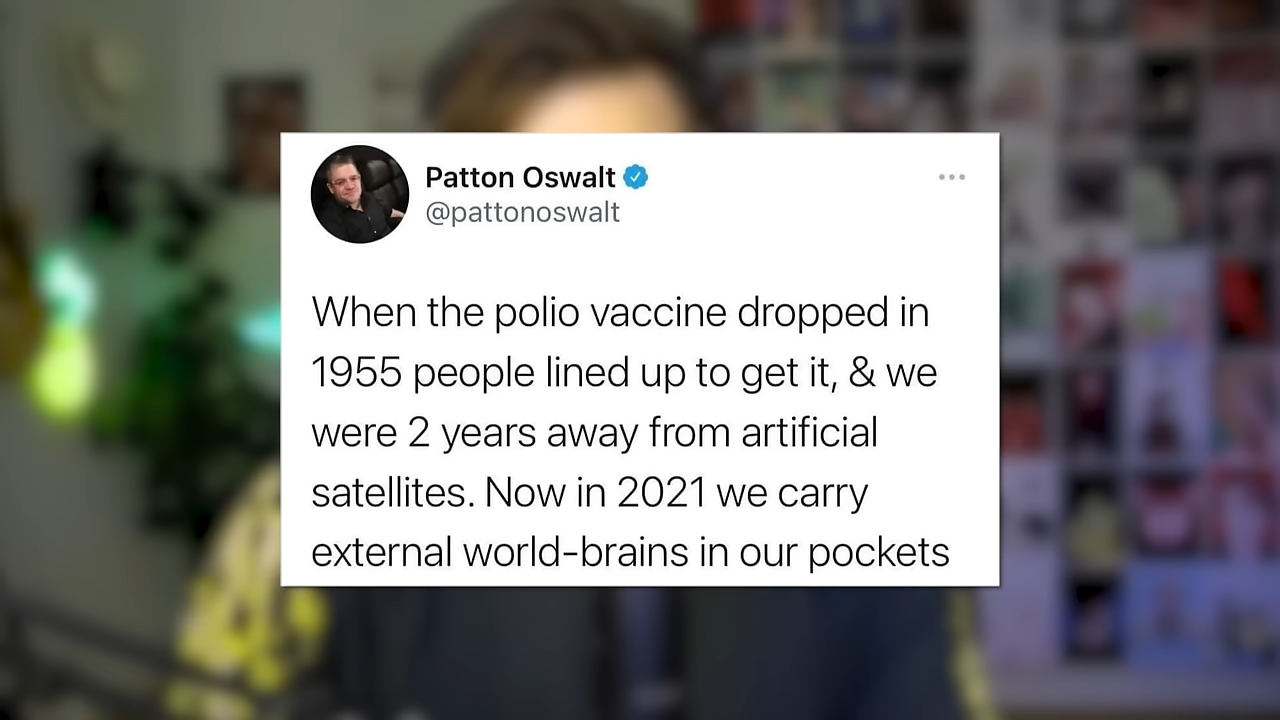 Patton Oswalt
@pattonoswalt
When the polio vaccine dropped in
1955 people lined up to get it, & we
were 2 years away from artificial
satellites. Now in 2021 we carry
external world-brains in our pockets